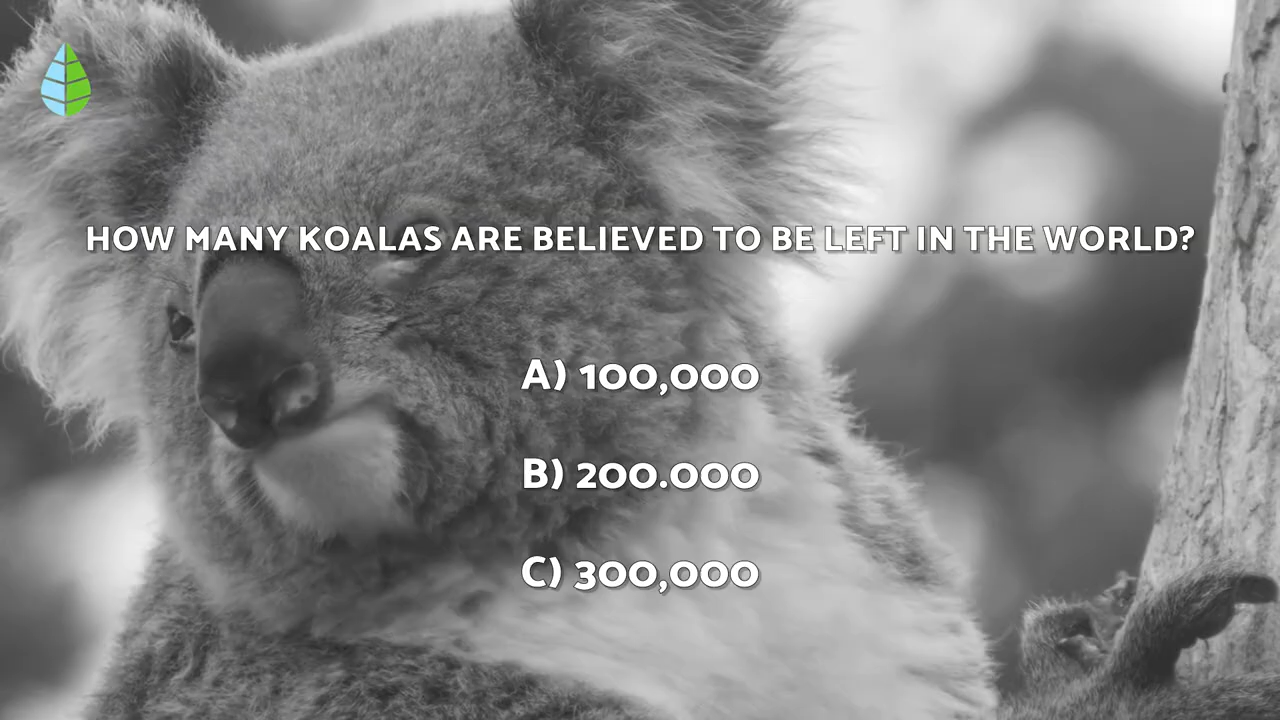 HOW MANY KOALAS ARE BELIEVED TO BE LEFT IN THE WORLD?
A) 100,000
B) 200.000
C) 300,000